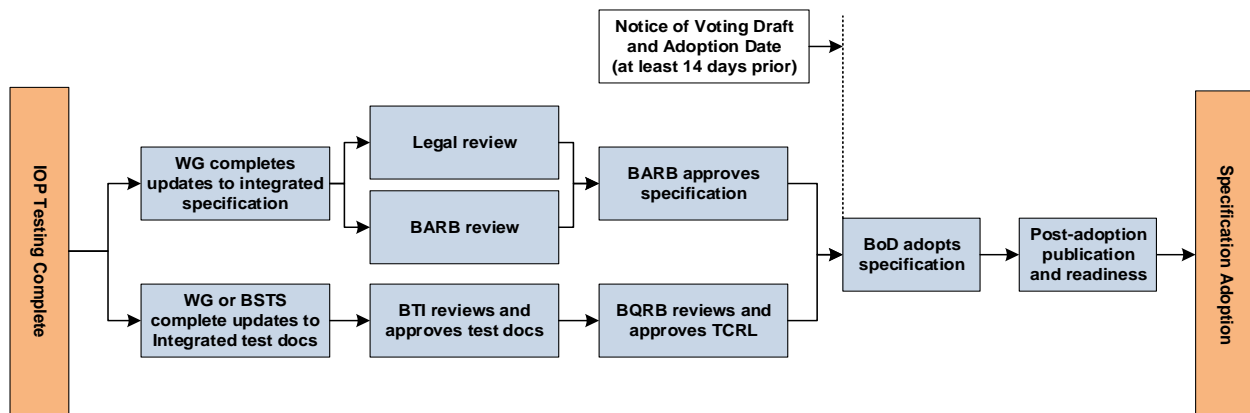 Notice of Voting Draft
and Adoption Date
(at least 14 days prior)
IOP Testing Complete
WG completes
updates to integrated
specification
Legal review
BARB review
BARB approves
specification
WG or BSTS
complete updates to
Integrated test docs
BTI reviews and
approves test docs
BQRB reviews and
approves TCRL
BoD adopts
specification
Post-adoption
publication
and readiness
Specification Adoption